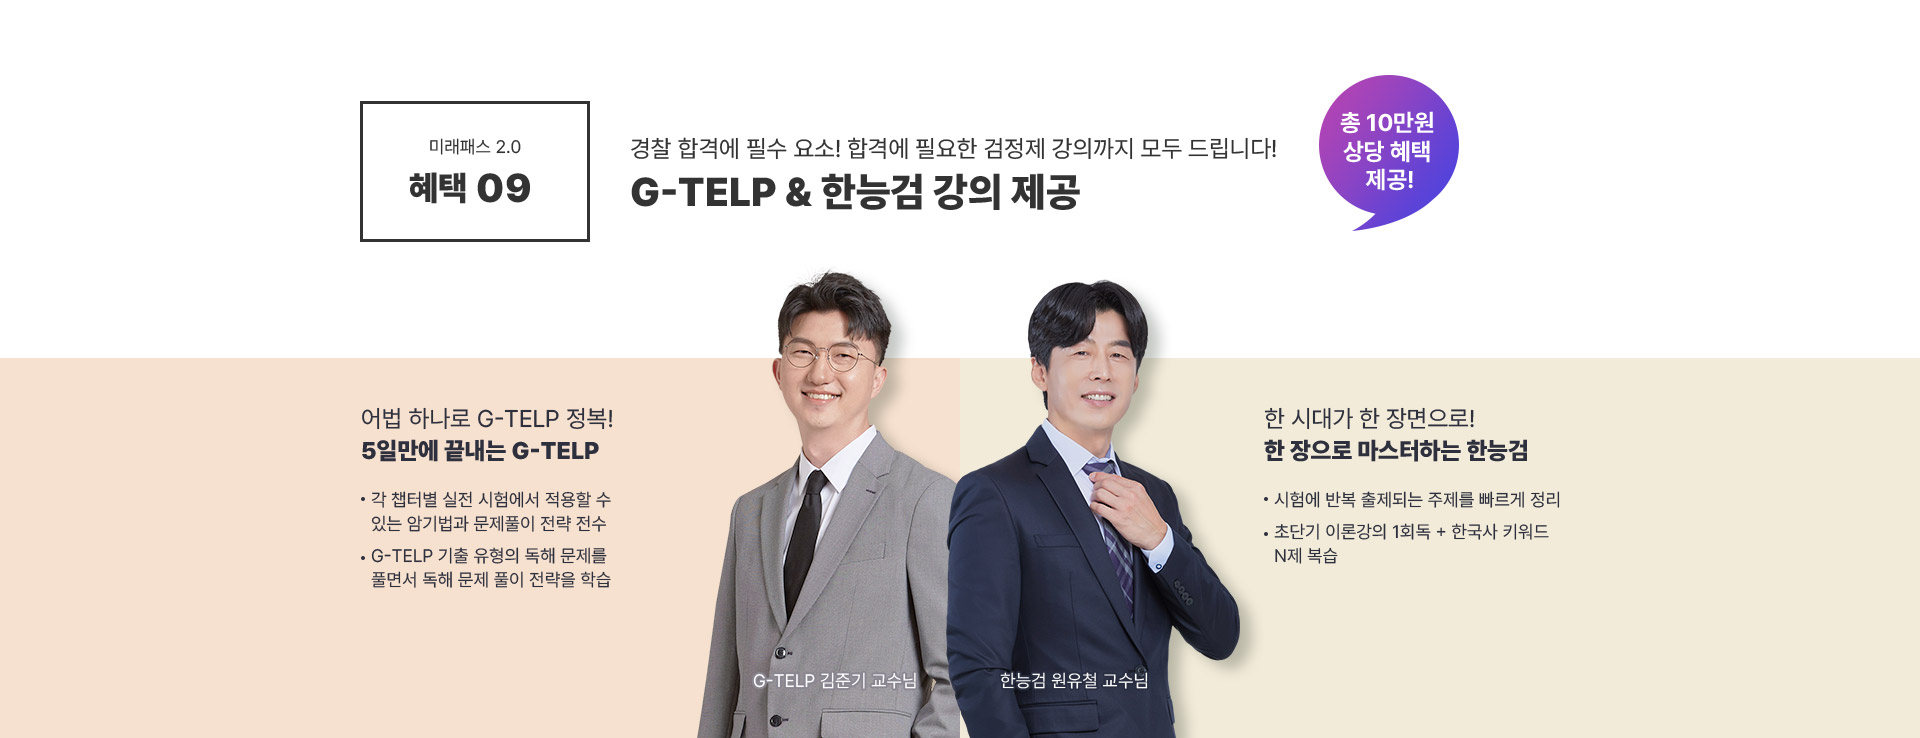 미래패스 2.0
혜택 09
경찰 합격에 필수 요소! 합격에 필요한 검정제 강의까지 모두 드립니다!
G-TELP & 한능검 강의 제공
총 10만원
상당 혜택
제공!
어법 하나로 G-TELP 정복!
5일만에 끝내는 G-TELP
• 각 챕터별 실전 시험에서 적용할 수
있는 암기법과 문제풀이 전략 전수
• G-TELP 기출 유형의 독해 문제를
풀면서 독해 문제 풀이 전략을 학습
G-TELP 김준기 교수님
한능검 원유철 교수님
한 시대가 한 장면으로!
한 장으로 마스터하는 한능검
• 시험에 반복 출제되는 주제를 빠르게 정리
• 초단기 이론강의 1회독 + 한국사 키워드
N제 복습